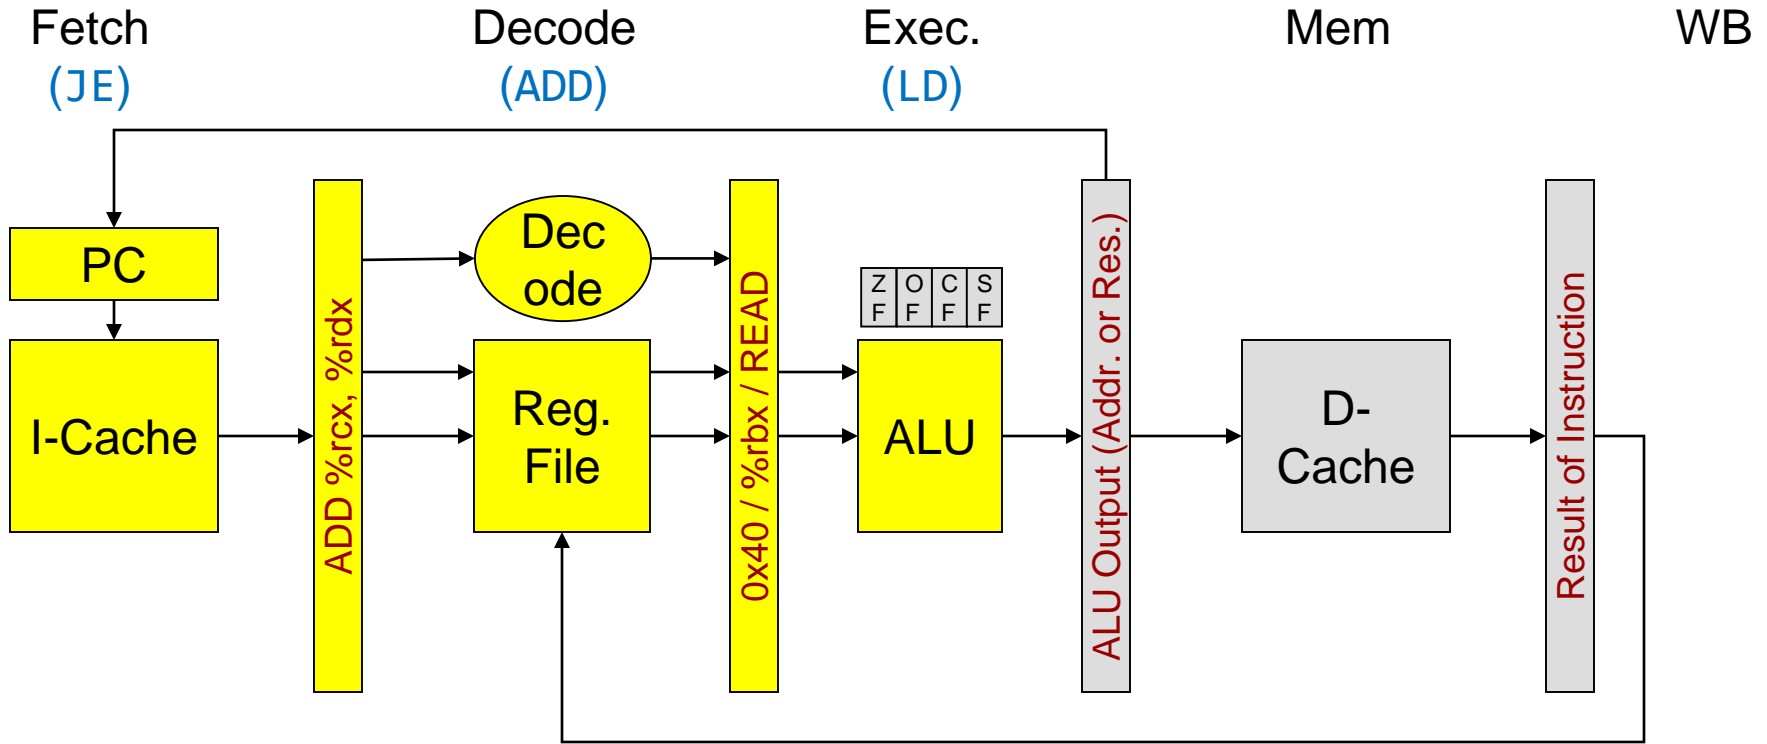 Fetch
Decode
Exec.
Mem
WB
(JE)
(ADD)
(LD)
PC
I-Cache
ADD %rcx, %rdx
Dec
ode
Reg.
File
0x40 / %rbx / READ
Z
F
O
F
C
F
S
F
ALU
ALU Output (Addr. or Res.)
D-
Cache
Result of Instruction